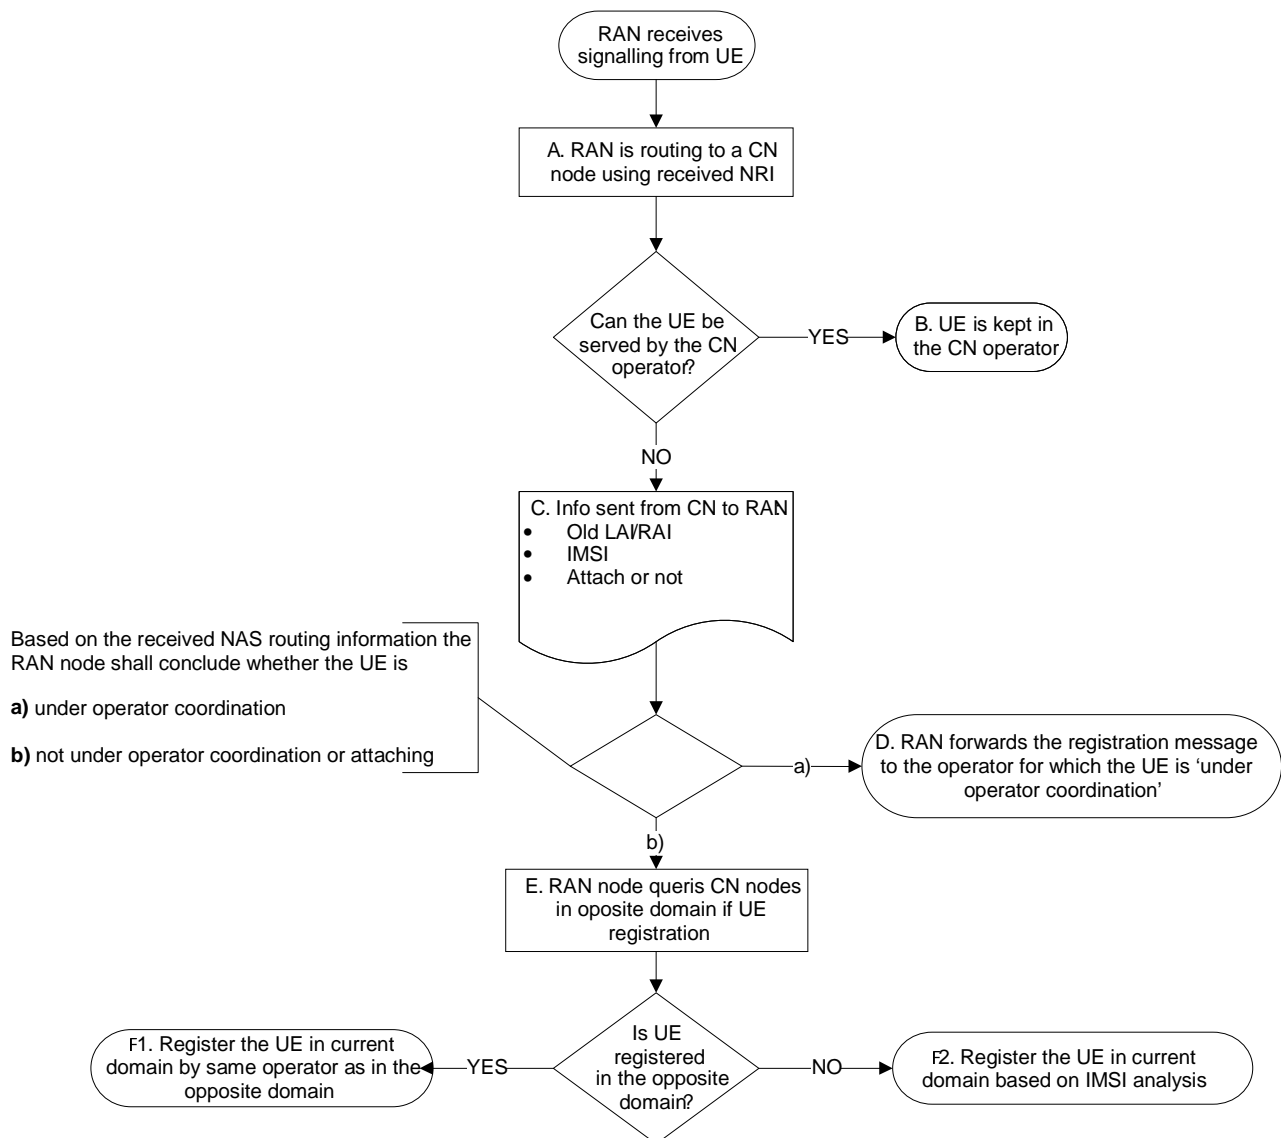 RAN receives
signalling from UE
A. RAN is routing to a CN
node using received NRI
Can the UE be
served by the CN
operator?
YES
B. UE is kept in
the CN operator
NO
C. Info sent from CN to RAN:
• Old LAI/RAI
• IMSI
• Attach or not
Based on the received NAS routing information the
RAN node shall conclude whether the UE is
a) under operator coordination
b) not under operator coordination or attaching
a)
D. RAN forwards the registration message
to the operator for which the UE is ‘under
operator coordination’
b)
E. RAN node queris CN nodes
in oposite domain if UE
registration
Is UE
registered
in the opposite
domain?
YES
F1. Register the UE in current
domain by same operator as in the
opposite domain
NO
F2. Register the UE in current
domain based on IMSI analysis